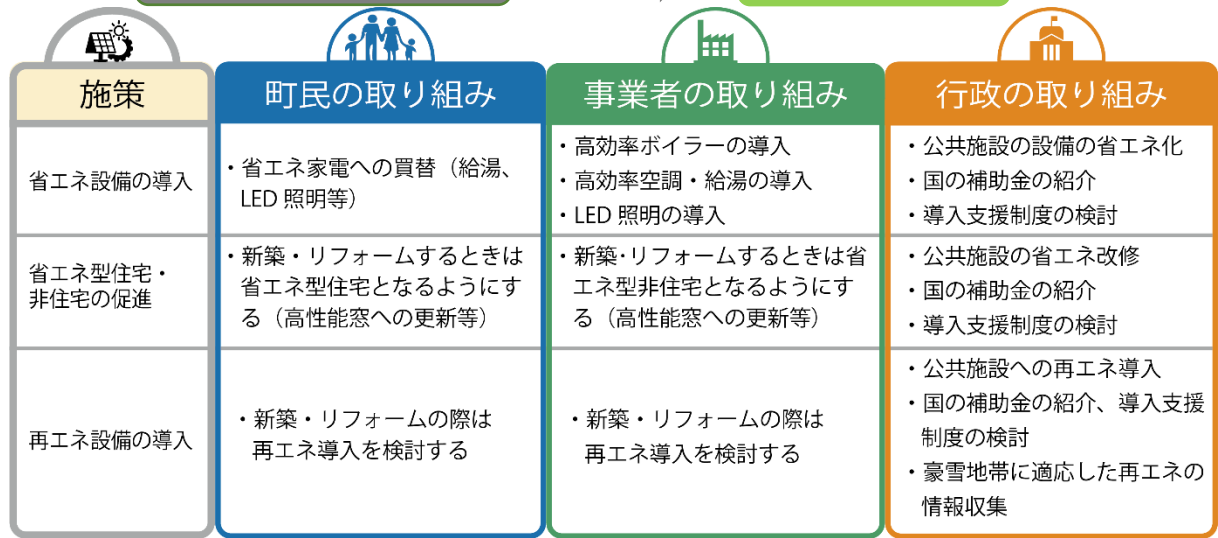 施策
町民の取り組み
事業者の取り組み
行政の取り組み
省エネ設備の導入
・省エネ家電への買替（給湯、
LED 照明等）
・高効率ボイラーの導入
・高効率空調・給湯の導入
・LED 照明の導入
・公共施設の設備の省エネ化
・国の補助金の紹介
・導入支援制度の検討
省エネ型住宅・
非住宅の促進
・新築・リフォームするときは
省エネ型住宅となるようにす
る（高性能窓への更新等）
・新築・リフォームするときは省
エネ型非住宅となるようにす
る（高性能窓への更新等）
・公共施設の省エネ改修
・国の補助金の紹介
・導入支援制度の検討
再エネ設備の導入
・新築・リフォームの際は
再エネ導入を検討する
・新築・リフォームの際は
再エネ導入を検討する
・公共施設への再エネ導入
・国の補助金の紹介、導入支援
制度の検討
・豪雪地帯に適応した再エネの
情報収集